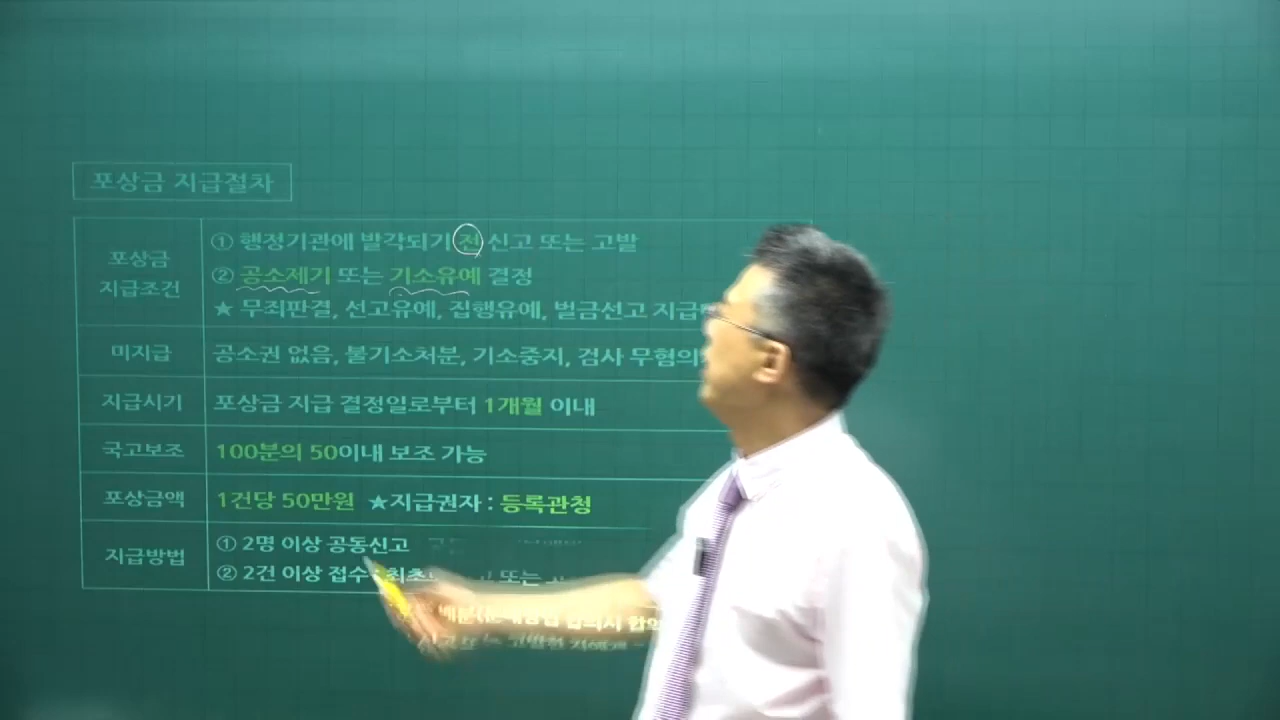 포상금 지급절차
포상금 지급조건
① 행정기관에 발각되기 전 신고 또는 고발
② 공소제기 또는 기소유예 결정
★ 무죄판결, 선고유예, 집행유예, 벌금선고
미지급
공소권 없음, 불기소처분, 기소중지, 검사
지급시기
포상금 지급 결정일로부터 1개월 이내
국고보조
100분의 50이내 보조 가능
포상금액
1건당 50만원 ★지급권자 : 등록관청
지급방법
① 2명 이상 공동신고
② 2건 이상 접수 : 또는